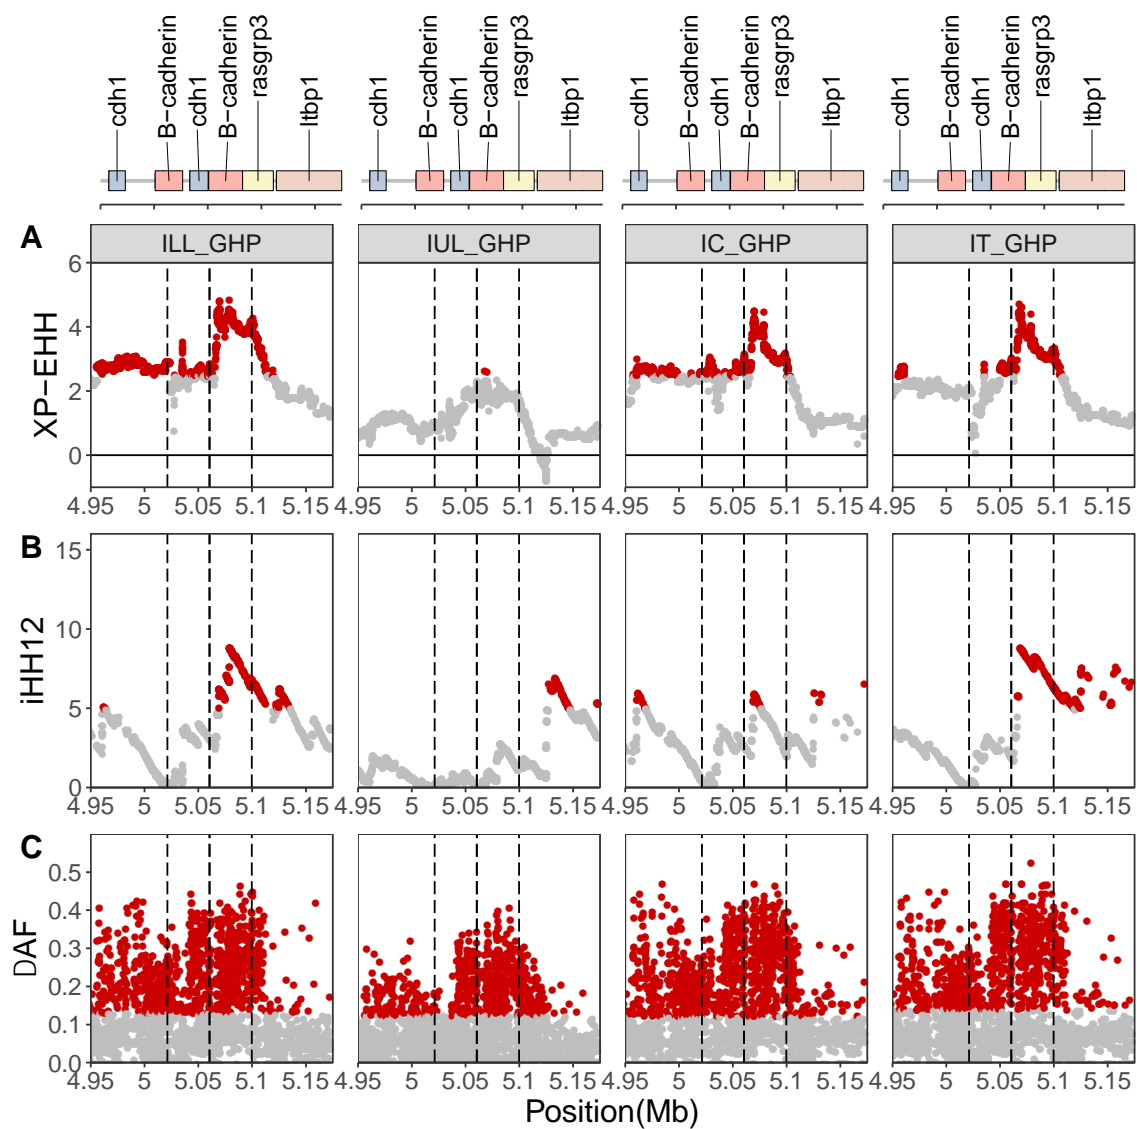 cdh1 B−cadherin cdh1 B−cadherin rasgrp3 ltbp1 cdh1 B−cadherin cdh1 B−cadherin rasgrp3 ltbp1 cdh1 B−cadherin cdh1 B−cadherin rasgrp3 ltbp1 cdh1 B−cadherin cdh1 B−cadherin rasgrp3 ltbp1
A
ILL_GHP IUL_GHP IC_GHP IT_GHP
XP−EHH
6
4
2
0
4.95 5 5.05 5.1 5.15 4.95 5 5.05 5.1 5.15 4.95 5 5.05 5.1 5.15 4.95 5 5.05 5.1 5.15
B
iHH12
15
10
5
0
4.95 5 5.05 5.1 5.15 4.95 5 5.05 5.1 5.15 4.95 5 5.05 5.1 5.15 4.95 5 5.05 5.1 5.15
C
DAF
0.5
0.4
0.3
0.2
0.1
0.0
4.95 5 5.05 5.1 5.15 4.95 5 5.05 5.1 5.15 4.95 5 5.05 5.1 5.15 4.95 5 5.05 5.1 5.15
Position(Mb)